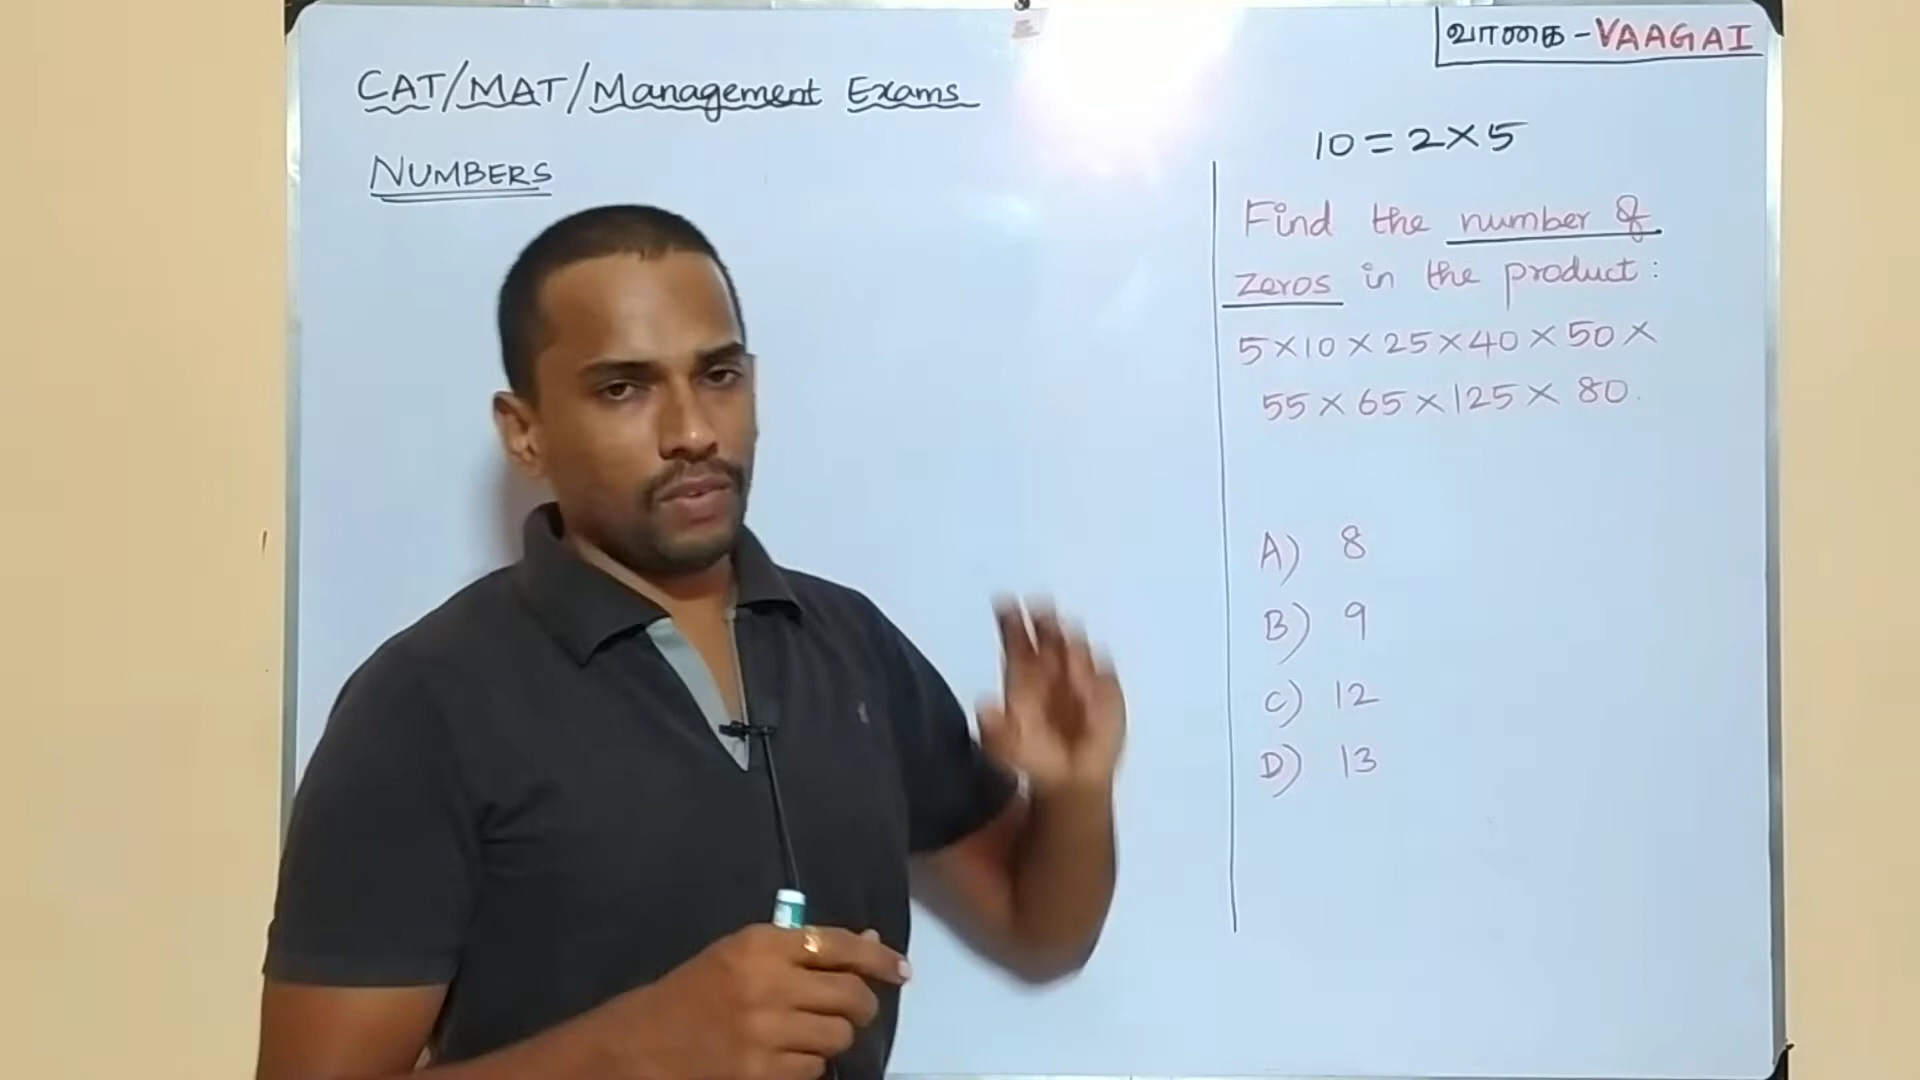 வாகை - VAAGAI
CAT/MAT/Management Exams
NUMBERS
10 = 2 × 5
Find the number of
zeros in the product :
5 × 10 × 25 × 40 × 50 ×
55 × 65 × 125 × 80.
A) 8
B) 9
C) 12
D) 13